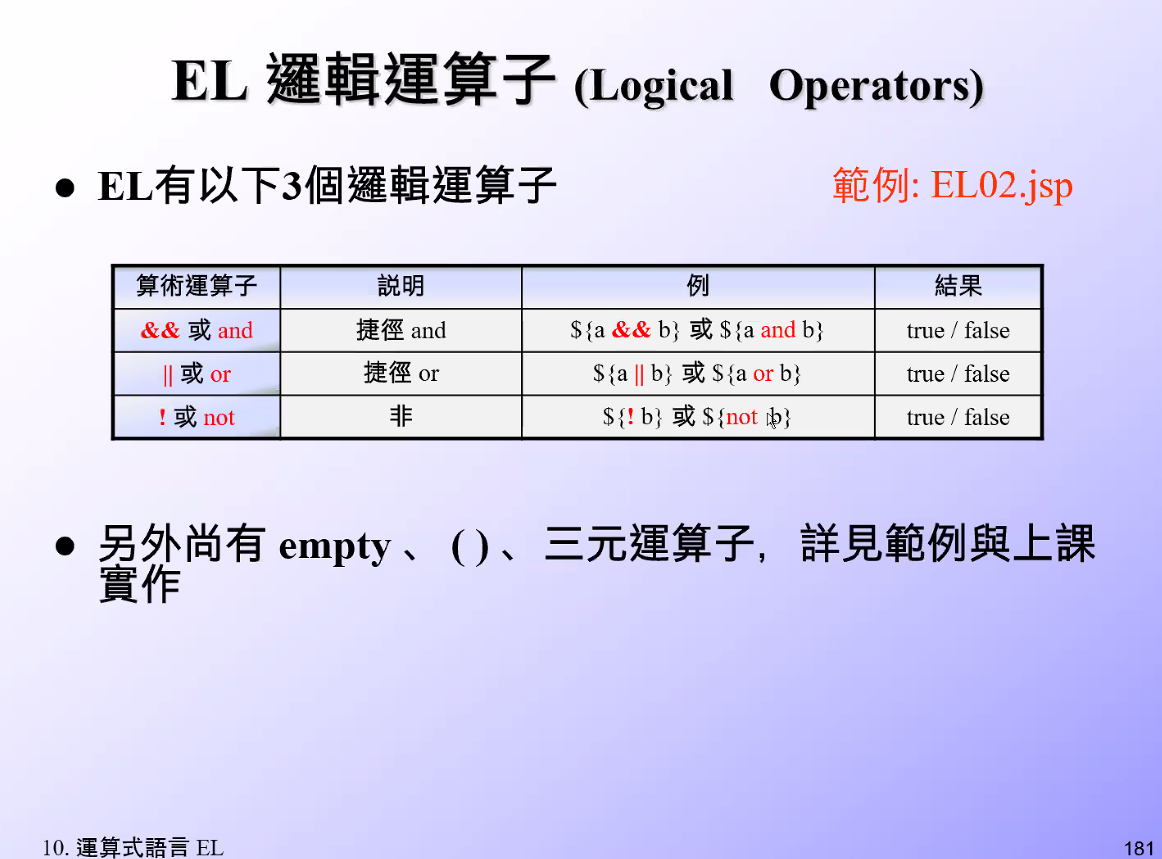 EL 邏輯運算子 (Logical Operators)
● EL有以下3個邏輯運算子
範例: EL02.jsp
算術運算子 說明 例 結果
&& 或 and 捷徑 and ${a && b} 或 ${a and b} true / false
|| 或 or 捷徑 or ${a || b} 或 ${a or b} true / false
! 或 not 非 ${! b} 或 ${not b} true / false
● 另外尚有 empty 、 ( ) 、三元運算子, 詳見範例與上課
實作
10. 運算式語言 EL
181